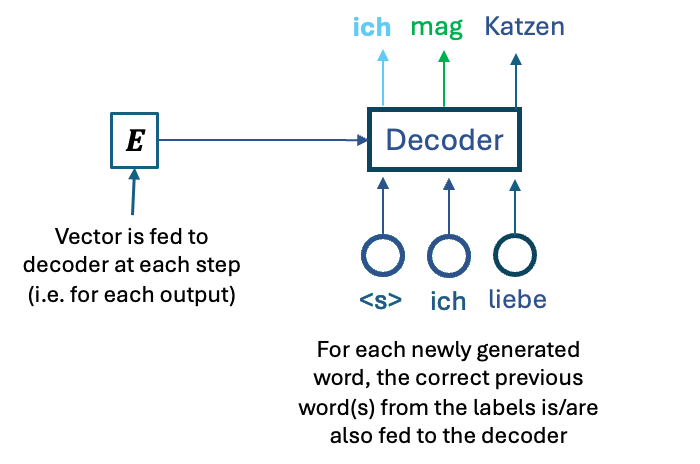 ich mag Katzen
E
Decoder
Vector is fed to
decoder at each step
(i.e. for each output)
<s> ich liebe
For each newly generated
word, the correct previous
word(s) from the labels is/are
also fed to the decoder